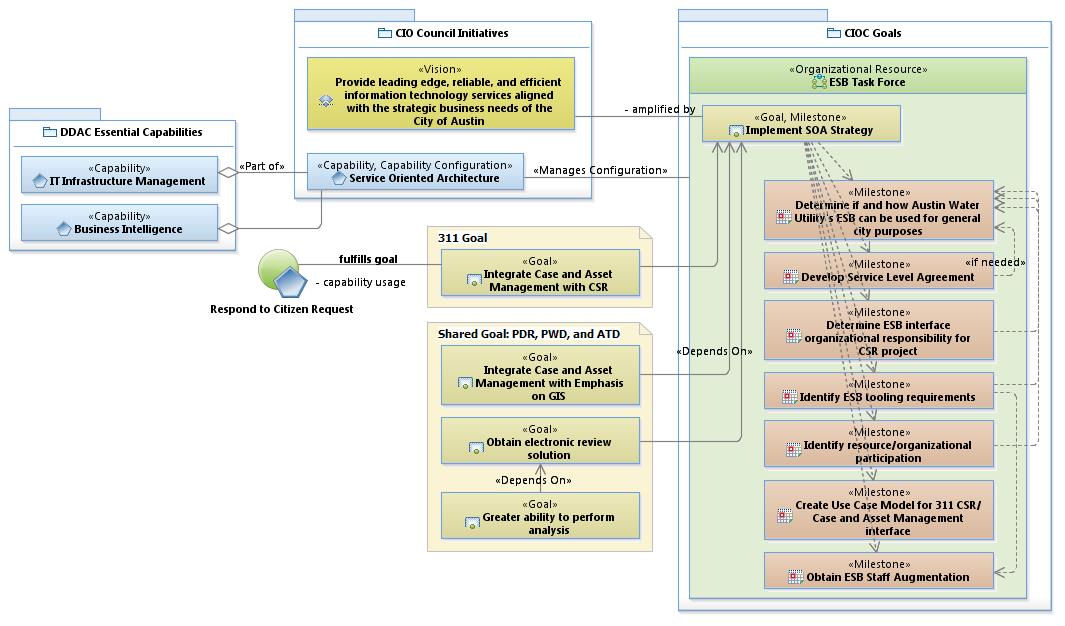 CIO Council Initiatives
«Vision»
Provide leading edge, reliable, and efficient
information technology services aligned
with the strategic business needs of the
City of Austin
«Capability, Capability Configuration»
Service Oriented Architecture
DDAC Essential Capabilities
«Capability»
IT Infrastructure Management
«Capability»
Business Intelligence
«Part of»
- amplified by
«Manages Configuration»
Respond to Citizen Request
fulfills goal
- capability usage
311 Goal
«Goal»
Integrate Case and Asset
Management with CSR
Shared Goal: PDR, PWD, and ATD
«Goal»
Integrate Case and Asset
Management with Emphasis
on GIS
«Goal»
Obtain electronic review
solution
«Depends On»
«Goal»
Greater ability to perform
analysis
«Depends On»
CIOC Goals
«Organizational Resource»
ESB Task Force
«Goal, Milestone»
Implement SOA Strategy
«Milestone»
Determine if and how Austin Water
Utility's ESB can be used for general
city purposes
«if needed»
«Milestone»
Develop Service Level Agreement
«Milestone»
Determine ESB interface
organizational responsibility for
CSR project
«Milestone»
Identify ESB tooling requirements
«Milestone»
Identify resource/organizational
participation
«Milestone»
Create Use Case Model for 311 CSR/
Case and Asset Management
interface
«Milestone»
Obtain ESB Staff Augmentation